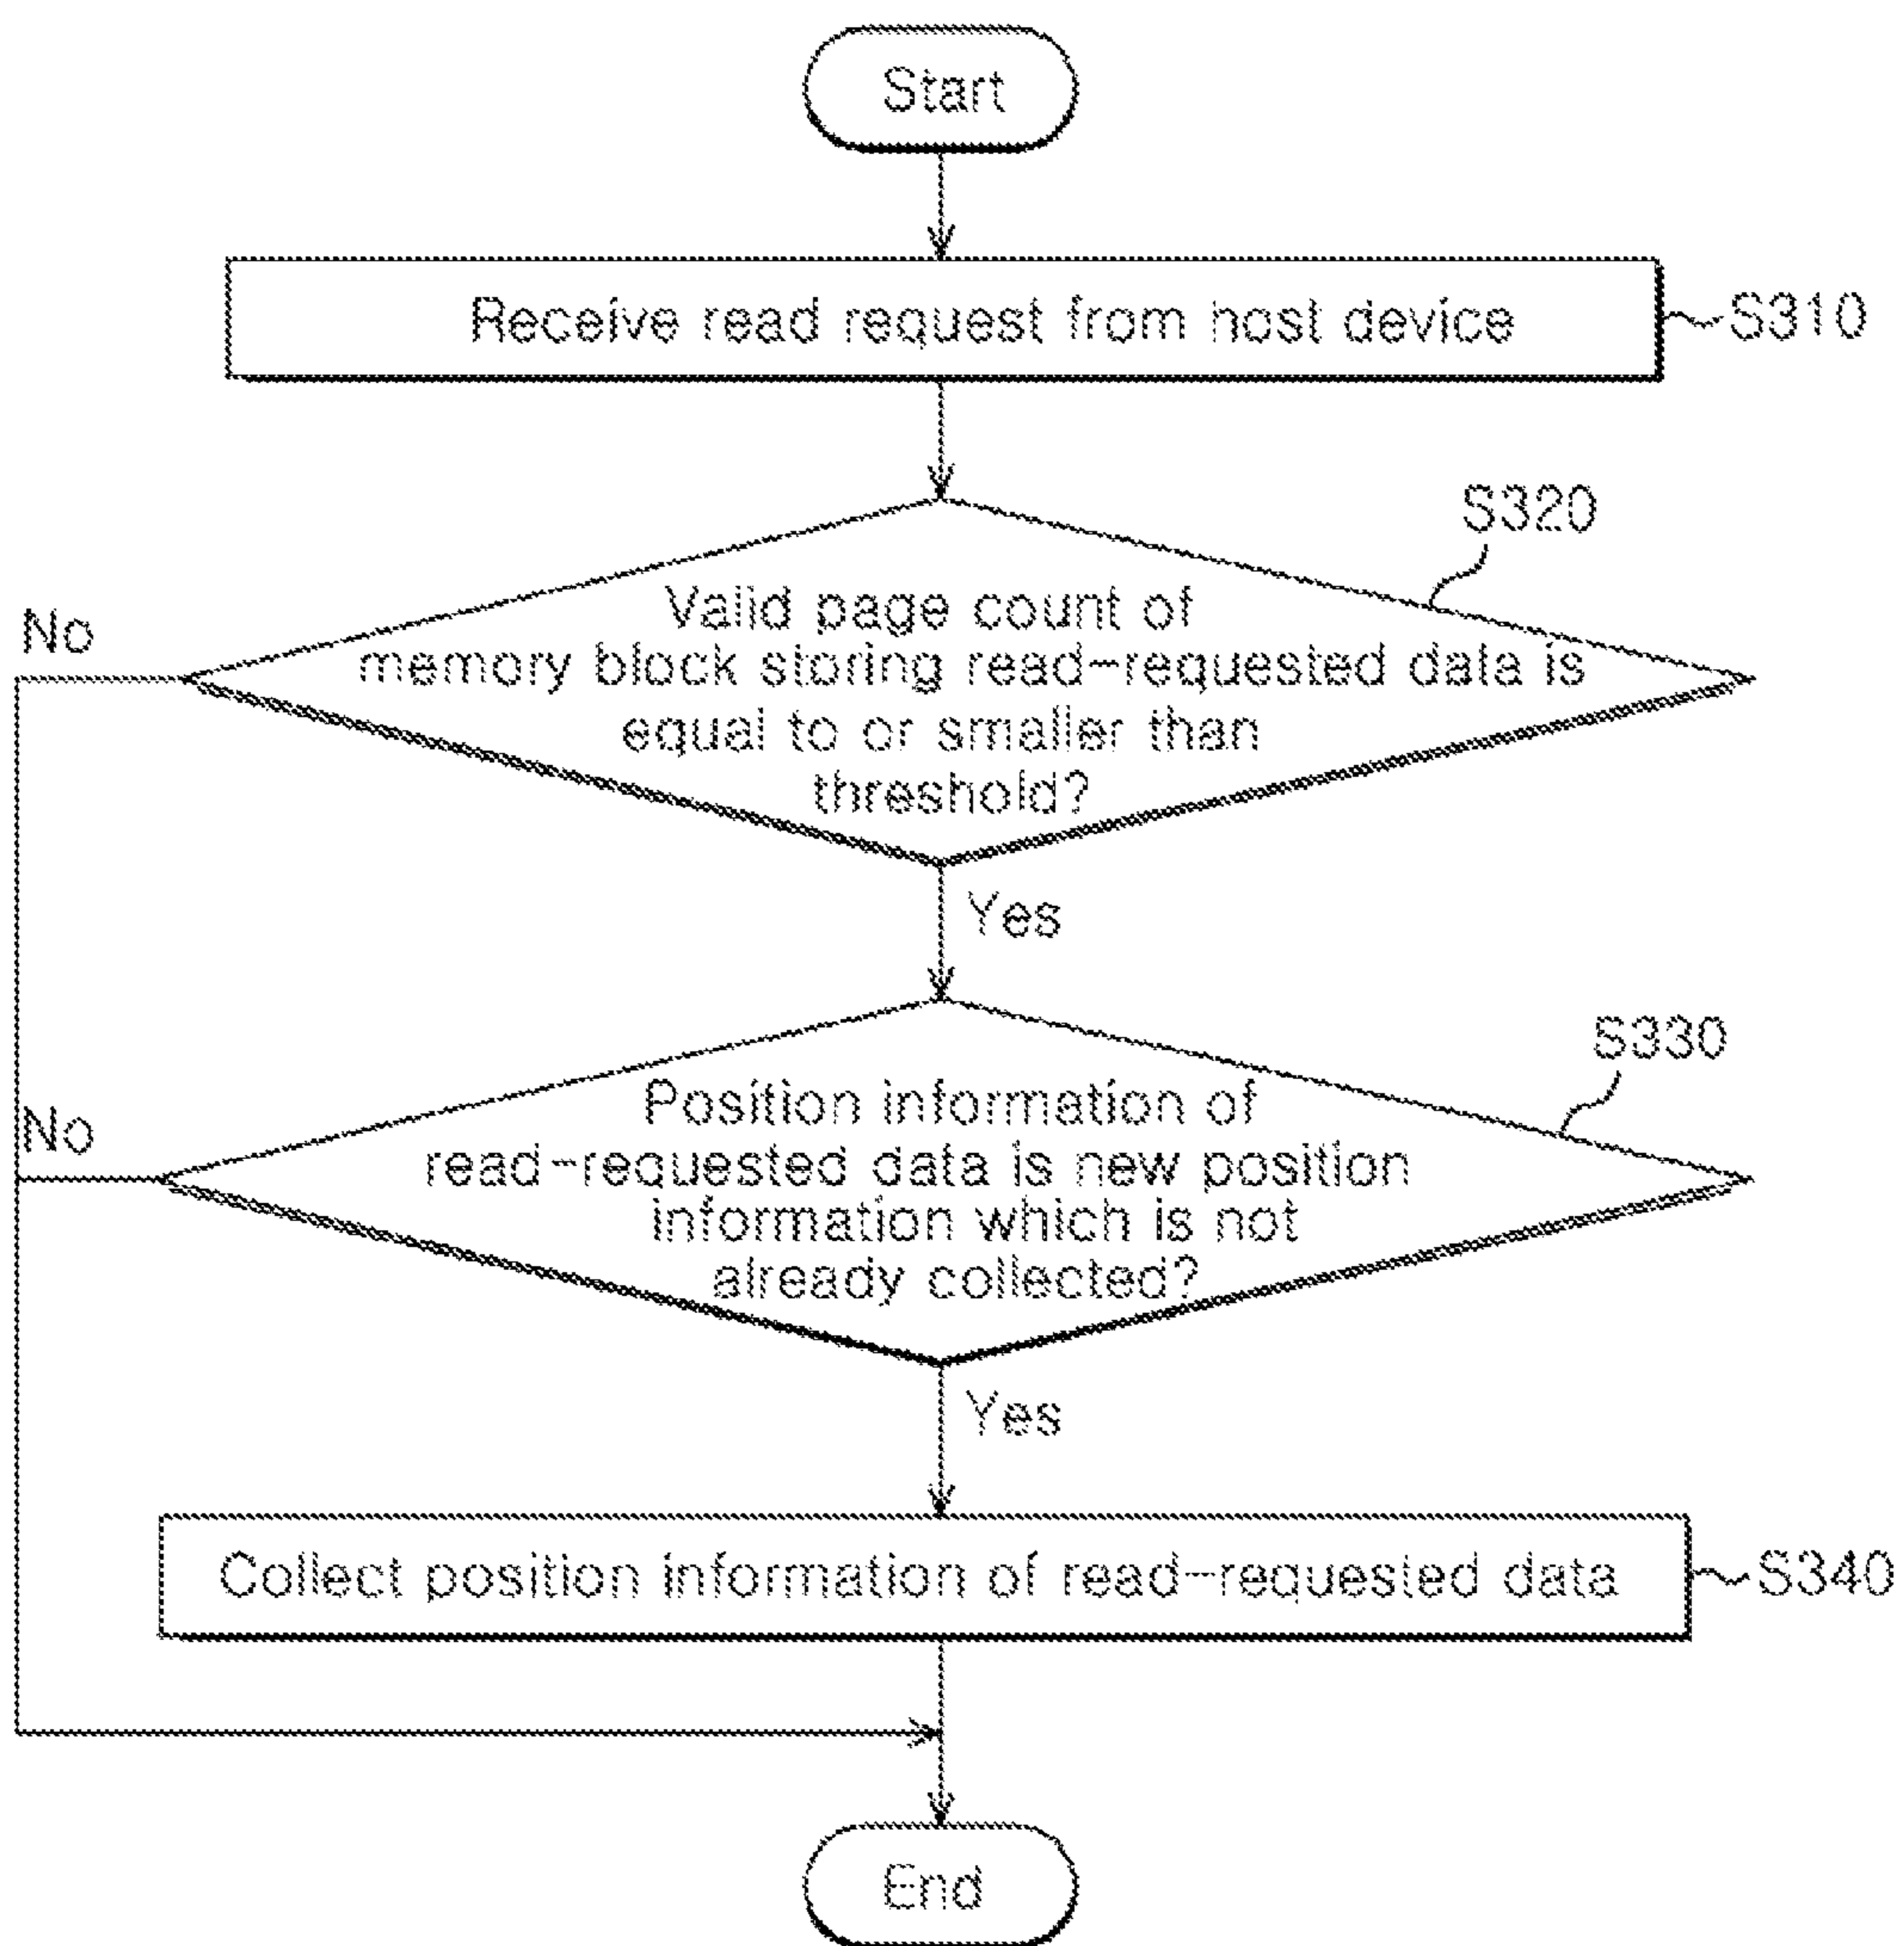 Start
Receive read request from host device
S310
S320
Valid page count of
memory block storing read-requested data is
equal to or smaller than
threshold?
No
Yes
S330
Position information of
read-requested data is new position
information which is not
already collected?
No
Yes
Collect position information of read-requested data
S340
End